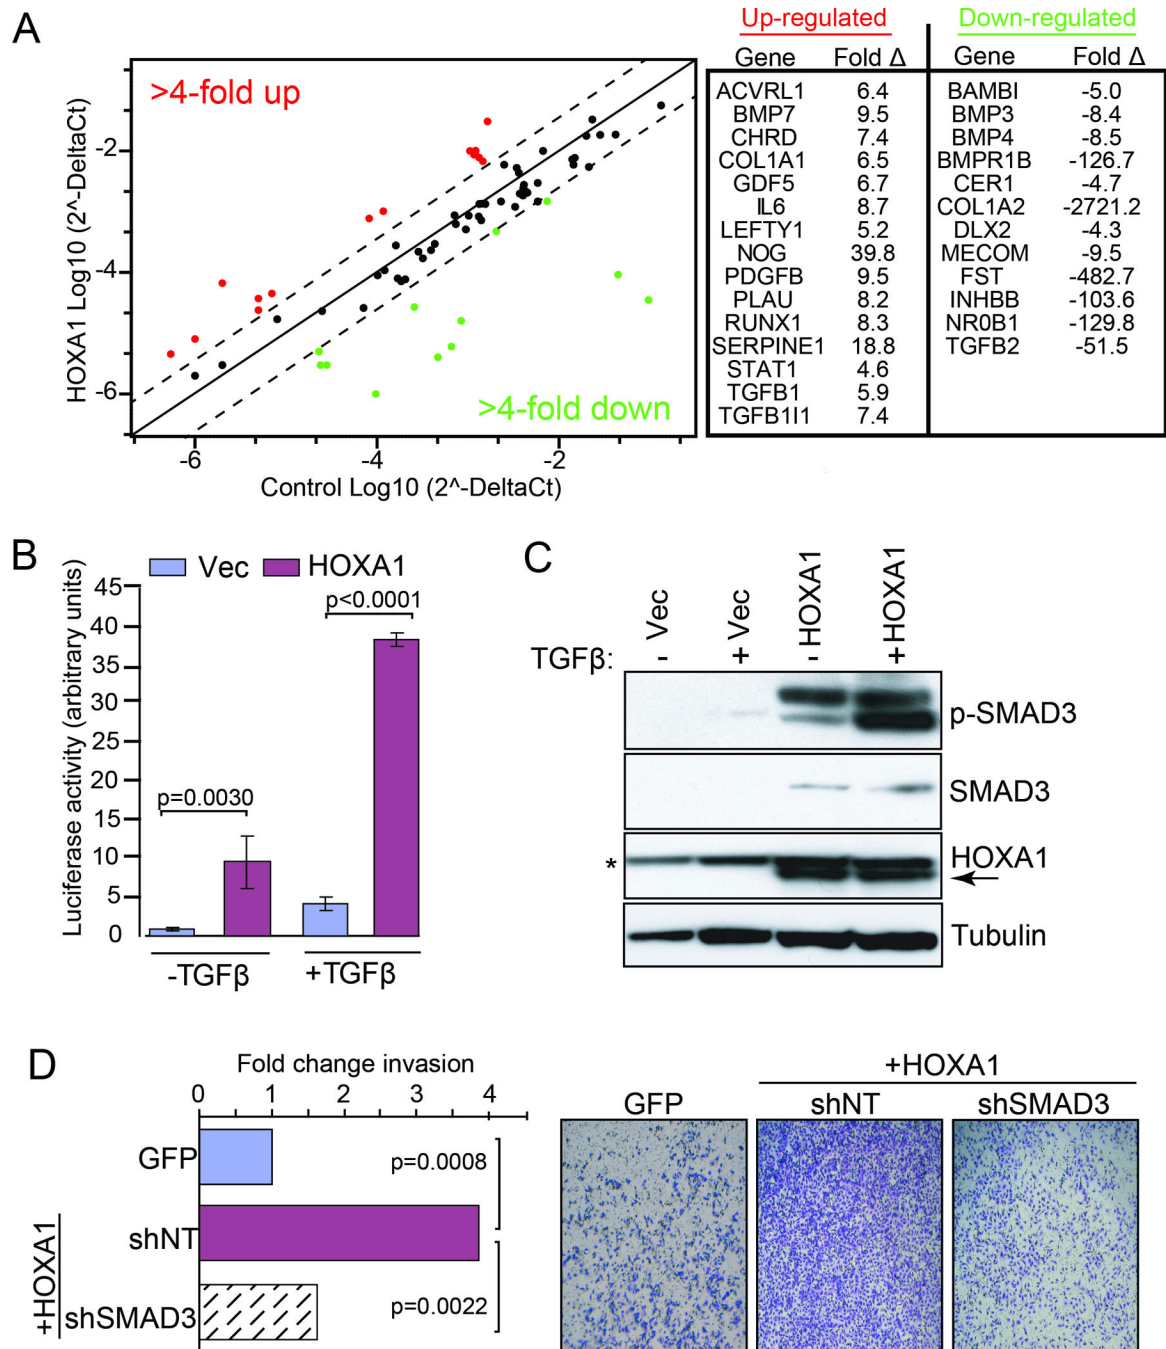 A
>4-fold up
>4-fold down
HOXA1 Log10 (2^-DeltaCt)
-2
-4
-6
-6 -4 -2
Control Log10 (2^-DeltaCt)
Up-regulated Down-regulated
Gene Fold Δ Gene Fold Δ
ACVRL1 6.4 BAMBI -5.0
BMP7 9.5 BMP3 -8.4
CHRD 7.4 BMP4 -8.5
COL1A1 6.5 BMPR1B -126.7
GDF5 6.7 CER1 -4.7
IL6 8.7 COL1A2 -2721.2
LEFTY1 5.2 DLX2 -4.3
NOG 39.8 MECOM -9.5
PDGFB 9.5 FST -482.7
PLAU 8.2 INHBB -103.6
RUNX1 8.3 NR0B1 -129.8
SERPINE1 18.8 TGFB2 -51.5
STAT1 4.6
TGFB1 5.9
TGFB1I1 7.4
B
Vec HOXA1
Luciferase activity (arbitrary units)
45
40
35
30
25
20
15
10
5
0
p=0.0030
p<0.0001
-TGFβ +TGFβ
C
Vec Vec HOXA1 HOXA1
TGFβ: - + - +
p-SMAD3
SMAD3
* HOXA1
Tubulin
D
Fold change invasion
0 1 2 3 4
GFP
shNT
shSMAD3
+HOXA1
p=0.0008
p=0.0022
+HOXA1
GFP shNT shSMAD3